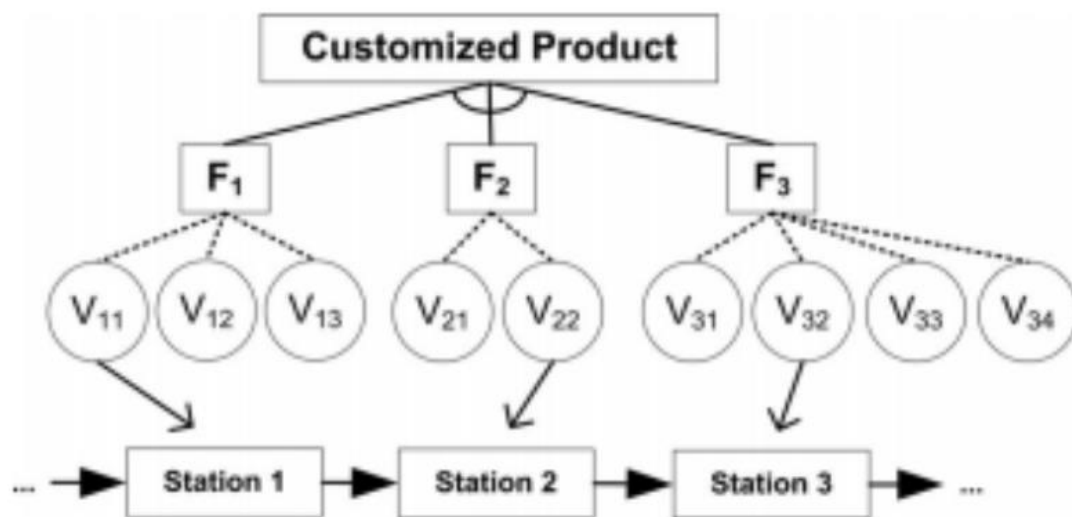 Customized Product
F₁ F₂ F₃
V₁₁ V₁₂ V₁₃ V₂₁ V₂₂ V₃₁ V₃₂ V₃₃ V₃₄
... Station 1 Station 2 Station 3 ...